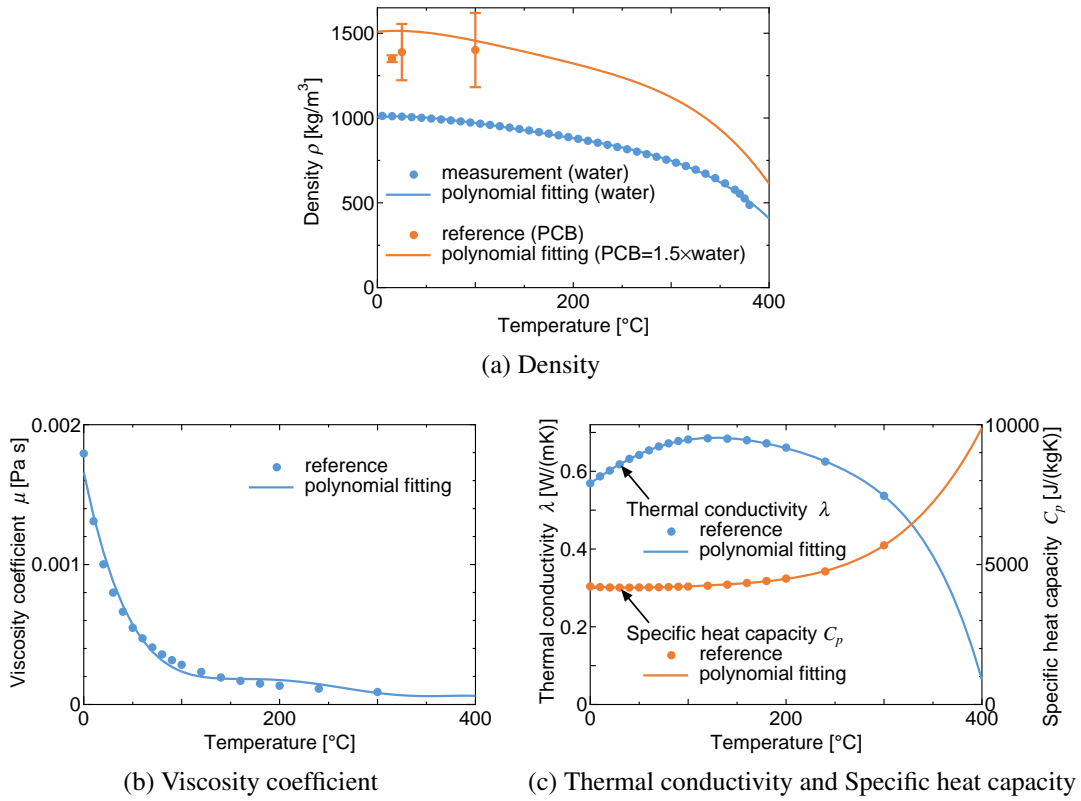 1500
1000
500
0
Density ρ [kg/m³]
measurement (water)
polynomial fitting (water)
reference (PCB)
polynomial fitting (PCB=1.5×water)
0 200 400
Temperature [°C]
(a) Density
0.002
0.001
0
Viscosity coefficient μ [Pa s]
reference
polynomial fitting
0 200 400
Temperature [°C]
(b) Viscosity coefficient
0.6
0.4
0.2
0
Thermal conductivity λ [W/(mK)]
Thermal conductivity λ
reference
polynomial fitting
Specific heat capacity Cₚ
reference
polynomial fitting
10000
5000
0
Specific heat capacity Cₚ [J/(kgK)]
0 200 400
Temperature [°C]
(c) Thermal conductivity and Specific heat capacity